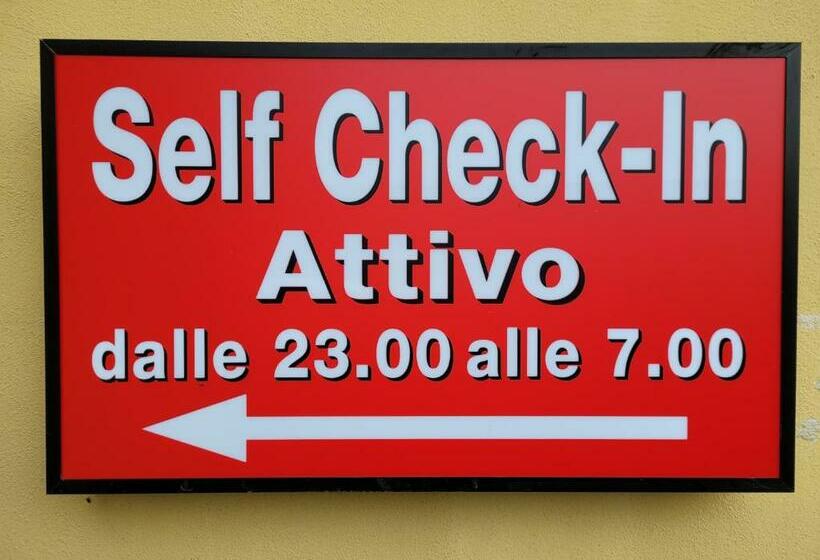 Self Check-In
Attivo
dalle 23.00 alle 7.00